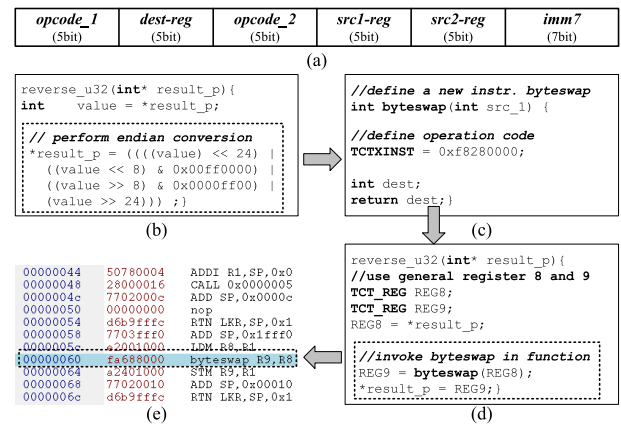 opcode_1 dest-reg opcode_2 src1-reg src2-reg imm7
(5bit) (5bit) (5bit) (5bit) (5bit) (7bit)
(a)
reverse_u32(int* result_p){
int value = *result_p;
// perform endian conversion
*result_p = ((((value) << 24) |
((value << 8) & 0x00ff0000) |
((value >> 8) & 0x0000ff00) |
(value >> 24))) ;}
(b)
//define a new instr. byteswap
int byteswap(int src_1) {
//define operation code
TCTXINST = 0xf8280000;
int dest;
return dest;}
(c)
reverse_u32(int* result_p){
//use general register 8 and 9
TCT_REG REG8;
TCT_REG REG9;
REG8 = *result_p;
//invoke byteswap in function
REG9 = byteswap(REG8);
*result_p = REG9;}
(d)
00000044 50780004 ADDI R1,SP,0x0
00000048 28000016 CALL 0x0000005
0000004c 7702000c ADD SP,0x0000c
00000050 00000000 nop
00000054 d6b9fffc RTN LKR,SP,0x1
00000058 7703fff0 ADD SP,0x1fff0
0000005c a2001000 LDM R8,R1
00000060 fa688000 byteswap R9,R8
00000064 a2401000 STM R9,R1
00000068 77020010 ADD SP,0x00010
0000006c d6b9fffc RTN LKR,SP,0x1
(e)